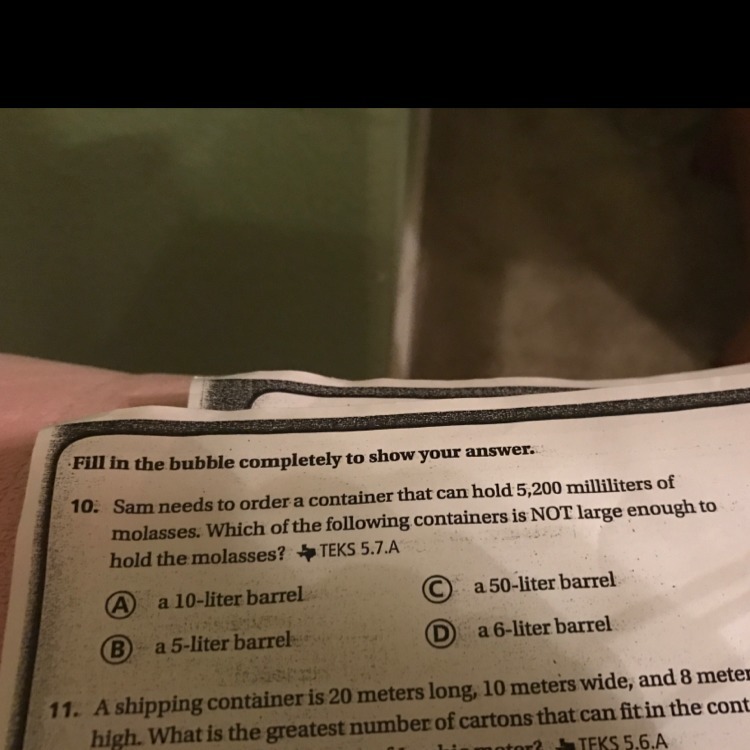 Fill in the bubble completely to show your answer.
10. Sam needs to order a container that can hold 5,200 milliliters of
molasses. Which of the following containers is NOT large enough to
hold the molasses? TEKS 5.7.A
A a 10-liter barrel
C a 50-liter barrel
B a 5-liter barrel
D a 6-liter barrel
11. A shipping container is 20 meters long, 10 meters wide, and 8 meter
high. What is the greatest number of cartons that can fit in the cont
TEKS 5.6.A